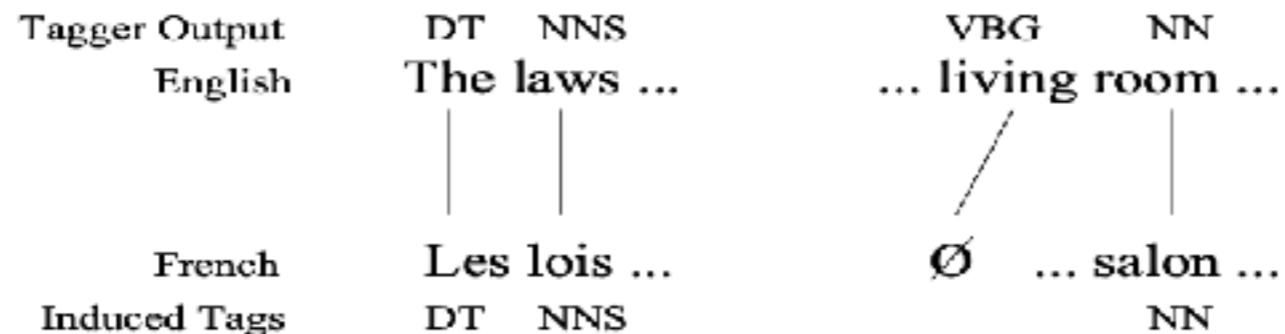 Tagger Output DT NNS VBG NN
English The laws ... ... living room ...
French Les lois ... Ø ... salon ...
Induced Tags DT NNS NN